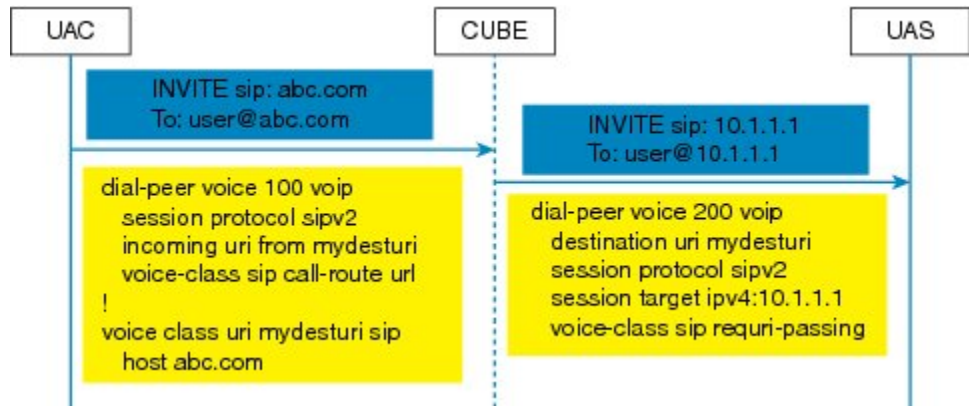 UAC
CUBE
UAS
INVITE sip: abc.com
To: user@abc.com
INVITE sip: 10.1.1.1
To: user@10.1.1.1
dial-peer voice 100 voip
session protocol sipv2
incoming uri from mydesturi
voice-class sip call-route url
!
voice class uri mydesturi sip
host abc.com
dial-peer voice 200 voip
destination uri mydesturi
session protocol sipv2
session target ipv4:10.1.1.1
voice-class sip requri-passing